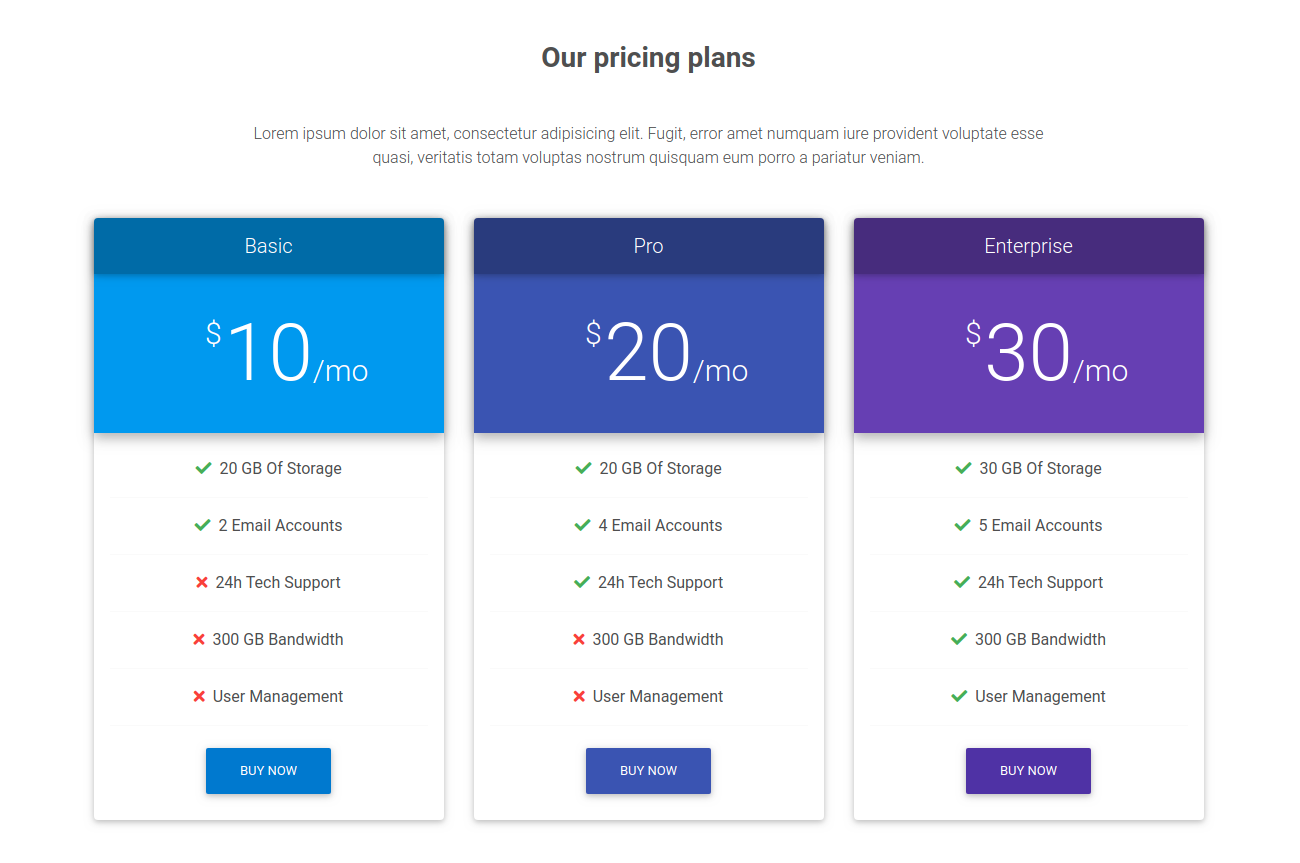 Our pricing plans
Lorem ipsum dolor sit amet, consectetur adipisicing elit. Fugit, error amet numquam iure provident voluptate esse
quasi, veritatis totam voluptas nostrum quisquam eum porro a pariatur veniam.
Basic
$10/mo
20 GB Of Storage
2 Email Accounts
24h Tech Support
300 GB Bandwidth
User Management
BUY NOW
Pro
$20/mo
20 GB Of Storage
4 Email Accounts
24h Tech Support
300 GB Bandwidth
User Management
BUY NOW
Enterprise
$30/mo
30 GB Of Storage
5 Email Accounts
24h Tech Support
300 GB Bandwidth
User Management
BUY NOW